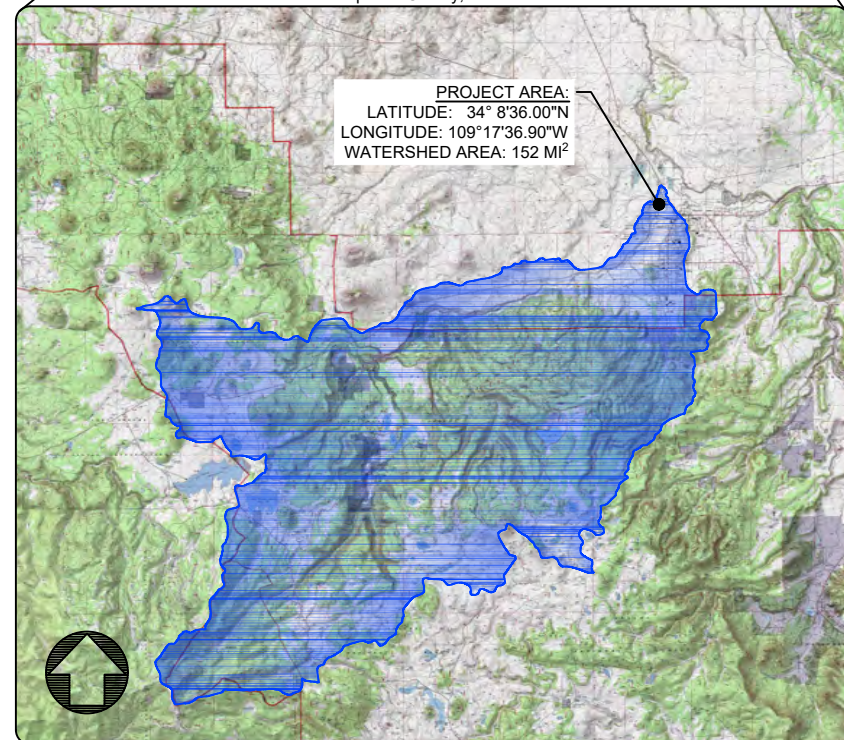 PROJECT AREA:
LATITUDE: 34° 8'36.00"N
LONGITUDE: 109°17'36.90"W
WATERSHED AREA: 152 MI²